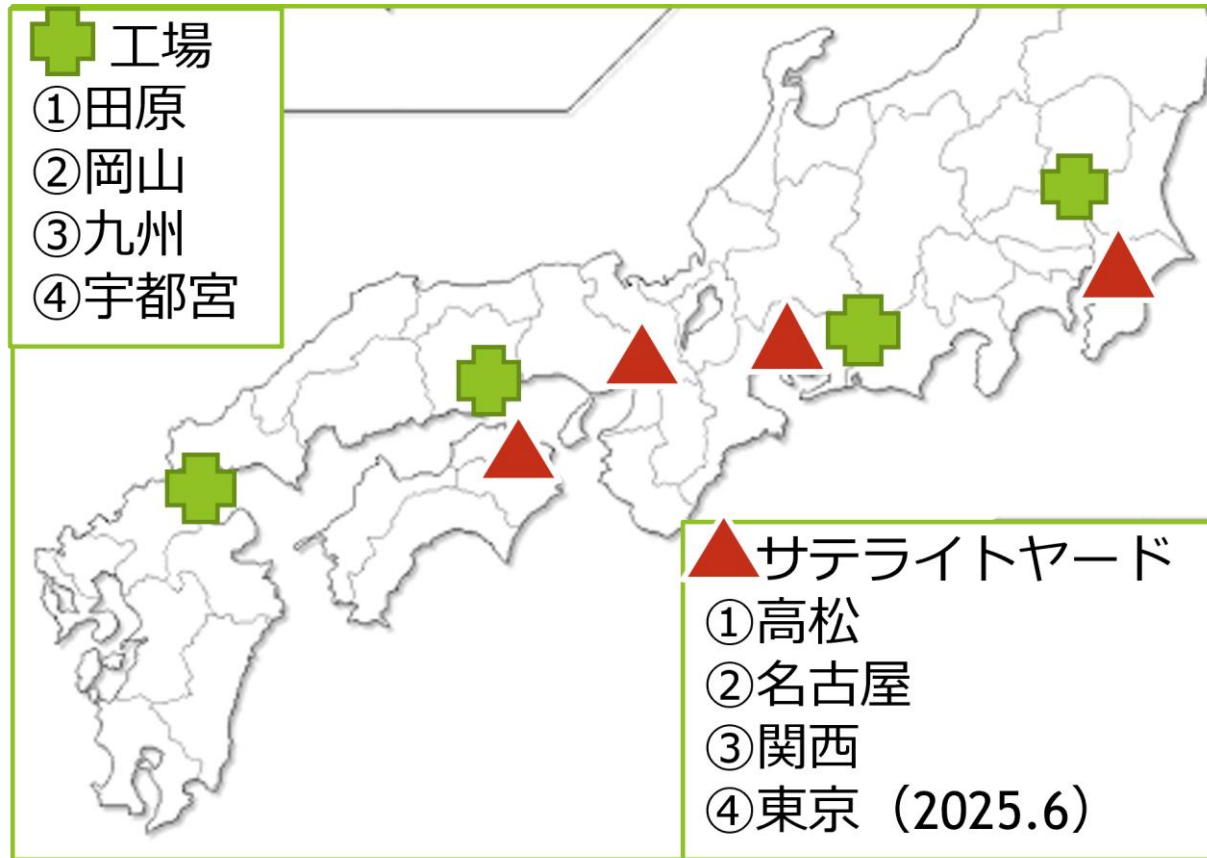 工場
①田原
②岡山
③九州
④宇都宮
サテライトヤード
①高松
②名古屋
③関西
④東京（2025.6）